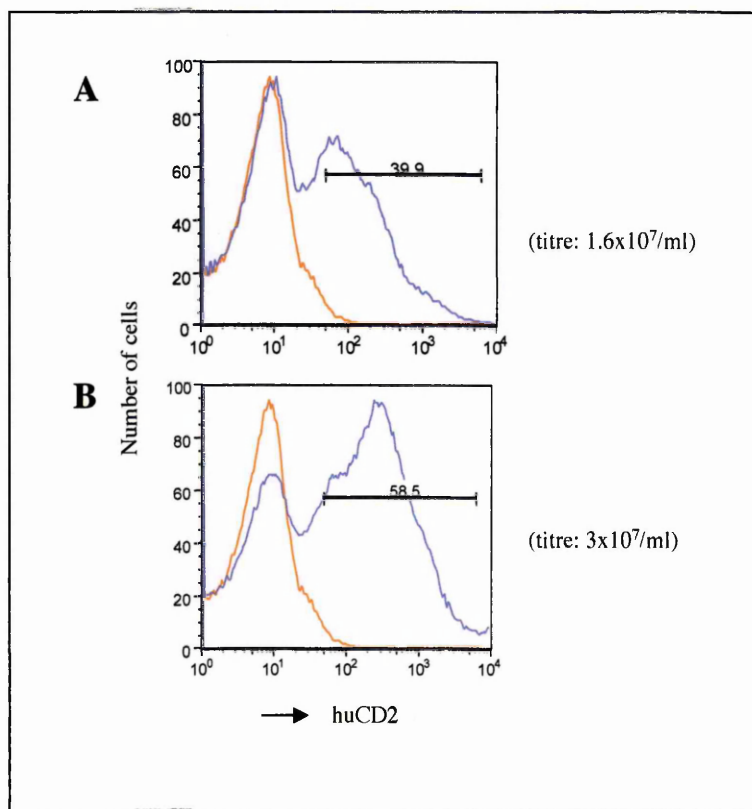 A
100
80
60
40
20
0
39.9
10⁰ 10¹ 10² 10³ 10⁴
(titre: 1.6x10⁷/ml)
Number of cells
B
100
80
60
40
20
0
58.5
10⁰ 10¹ 10² 10³ 10⁴
(titre: 3x10⁷/ml)
→ huCD2